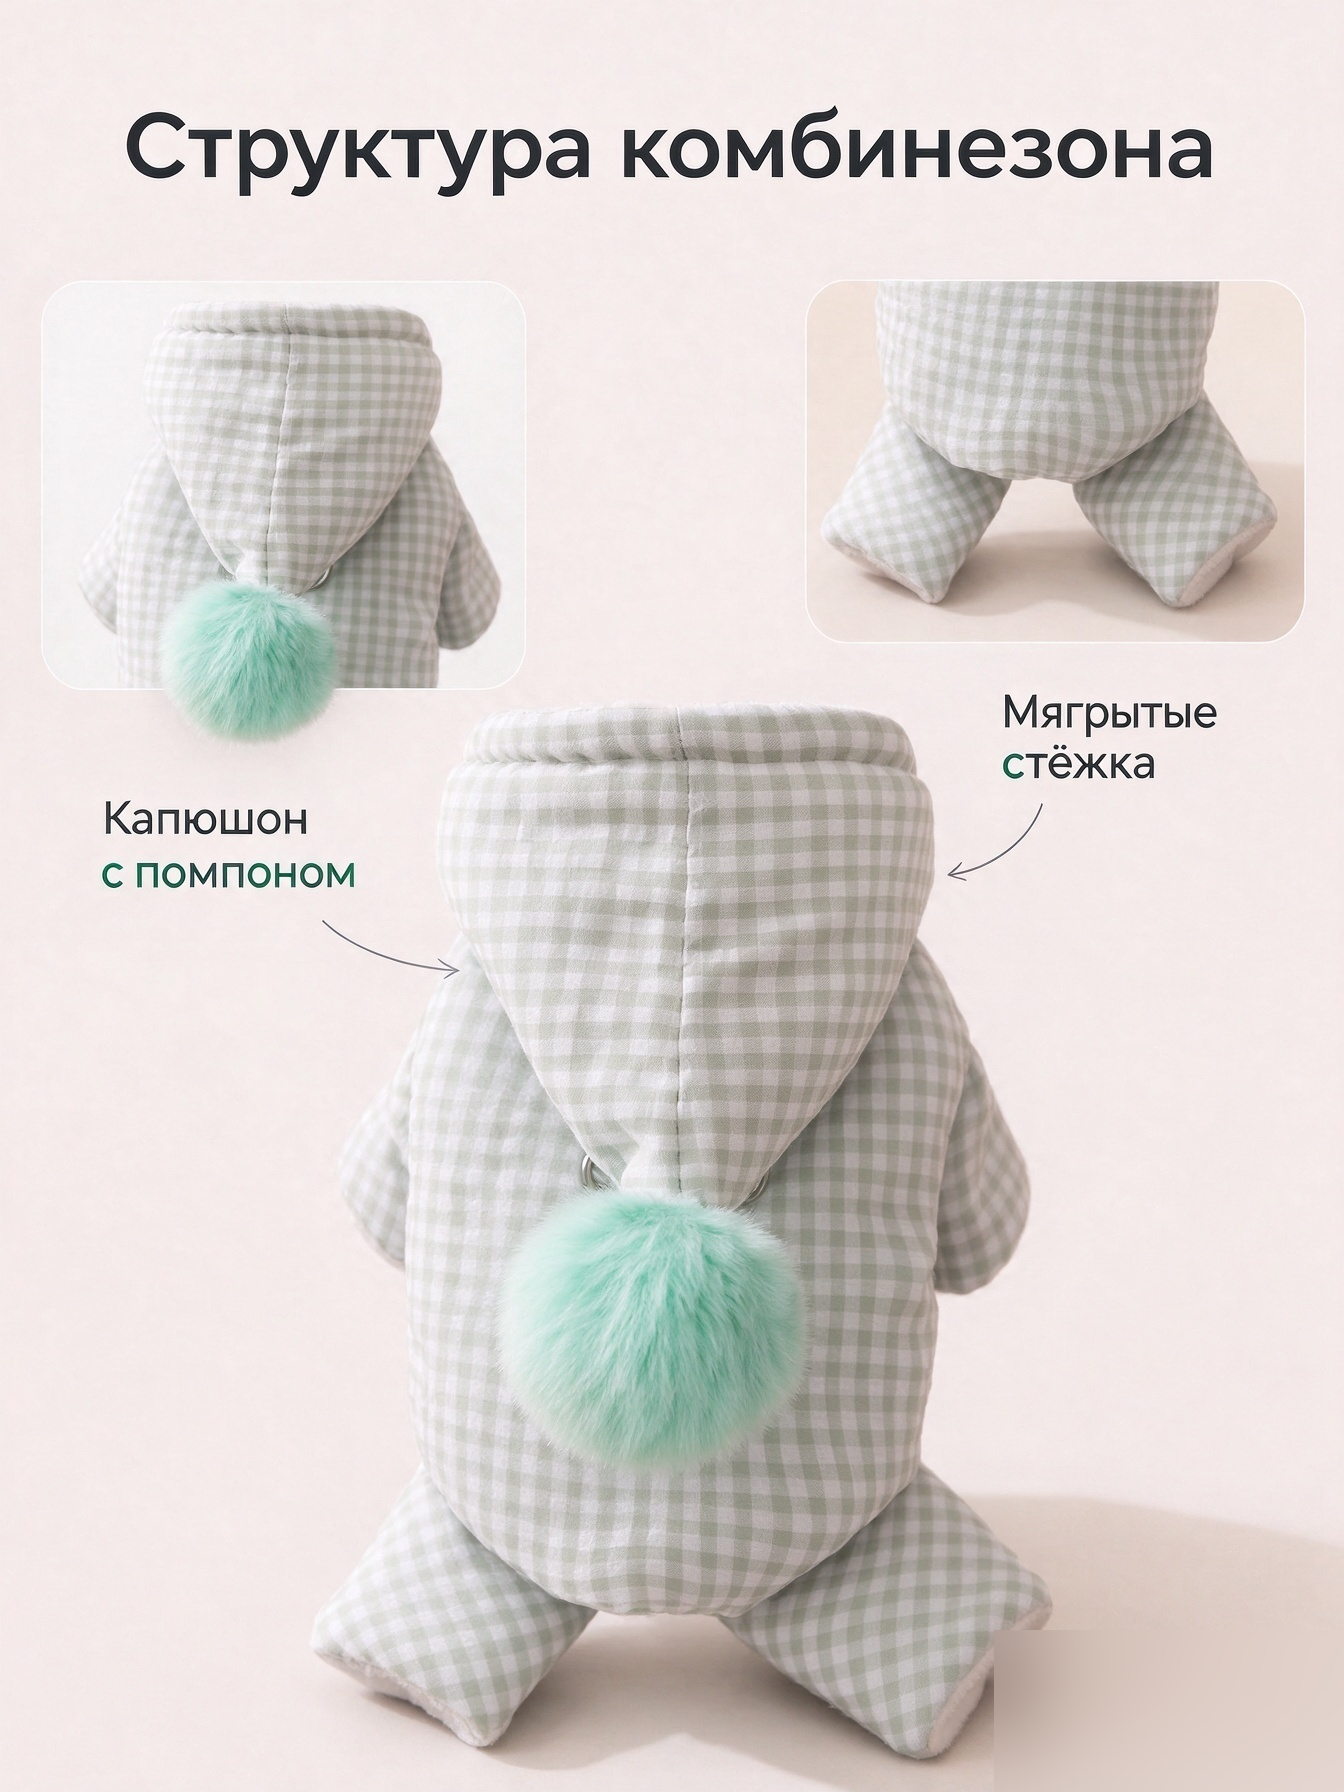 Структура комбинезона
Мягрытые
стёжка
Капюшон
с помпоном